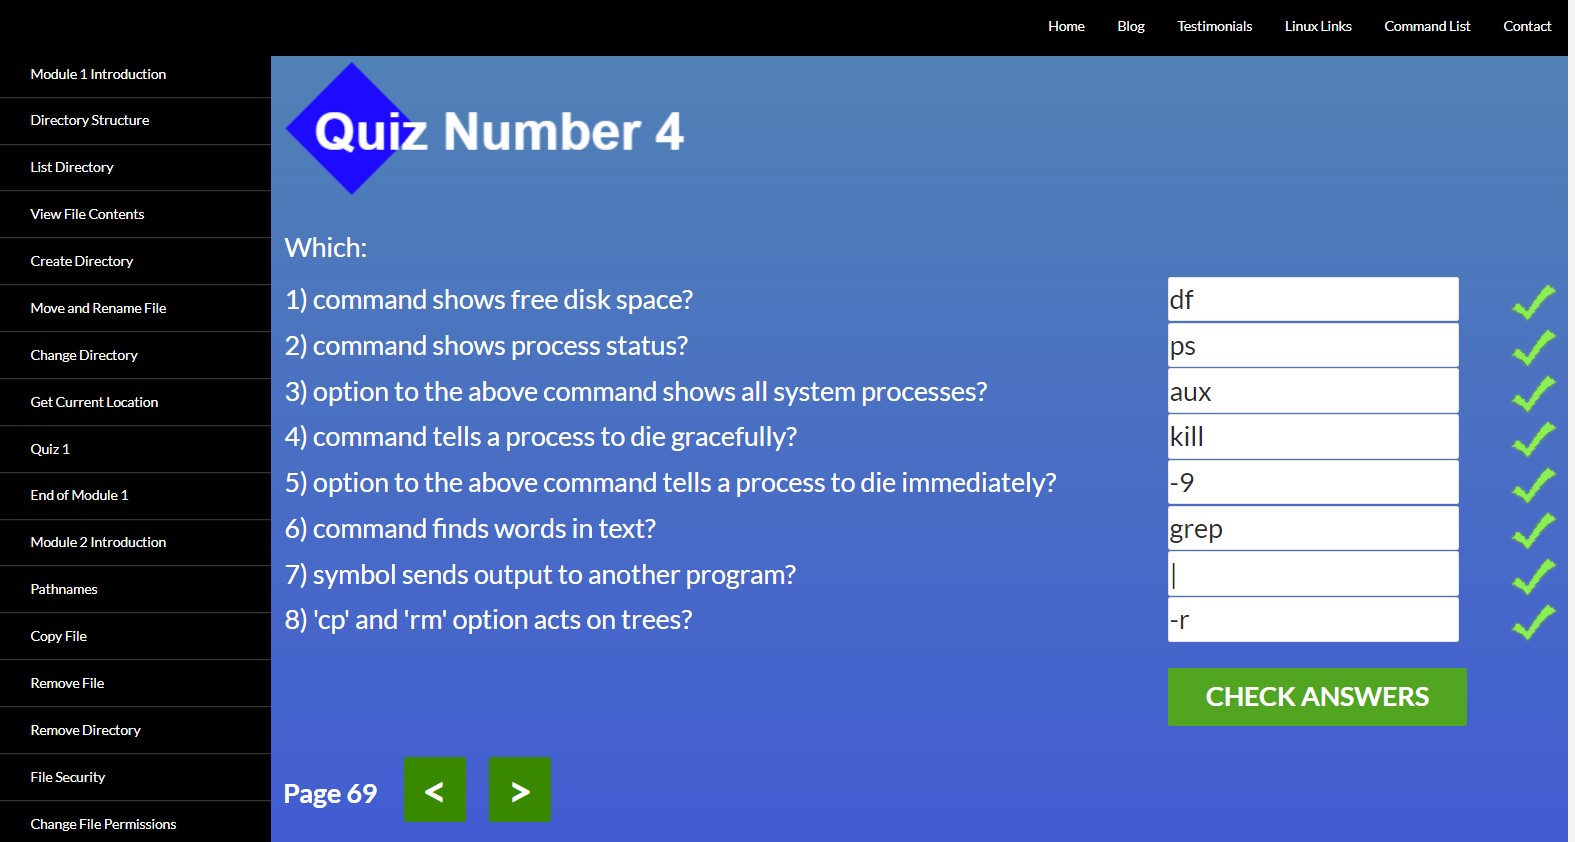 Home Blog Testimonials Linux Links Command List Contact
Module 1 Introduction
Directory Structure
List Directory
View File Contents
Create Directory
Move and Rename File
Change Directory
Get Current Location
Quiz 1
End of Module 1
Module 2 Introduction
Pathnames
Copy File
Remove File
Remove Directory
File Security
Change File Permissions
Quiz Number 4
Which:
1) command shows free disk space? df
2) command shows process status? ps
3) option to the above command shows all system processes? aux
4) command tells a process to die gracefully? kill
5) option to the above command tells a process to die immediately? -9
6) command finds words in text? grep
7) symbol sends output to another program? |
8) 'cp' and 'rm' option acts on trees? -r
CHECK ANSWERS
Page 69 < >